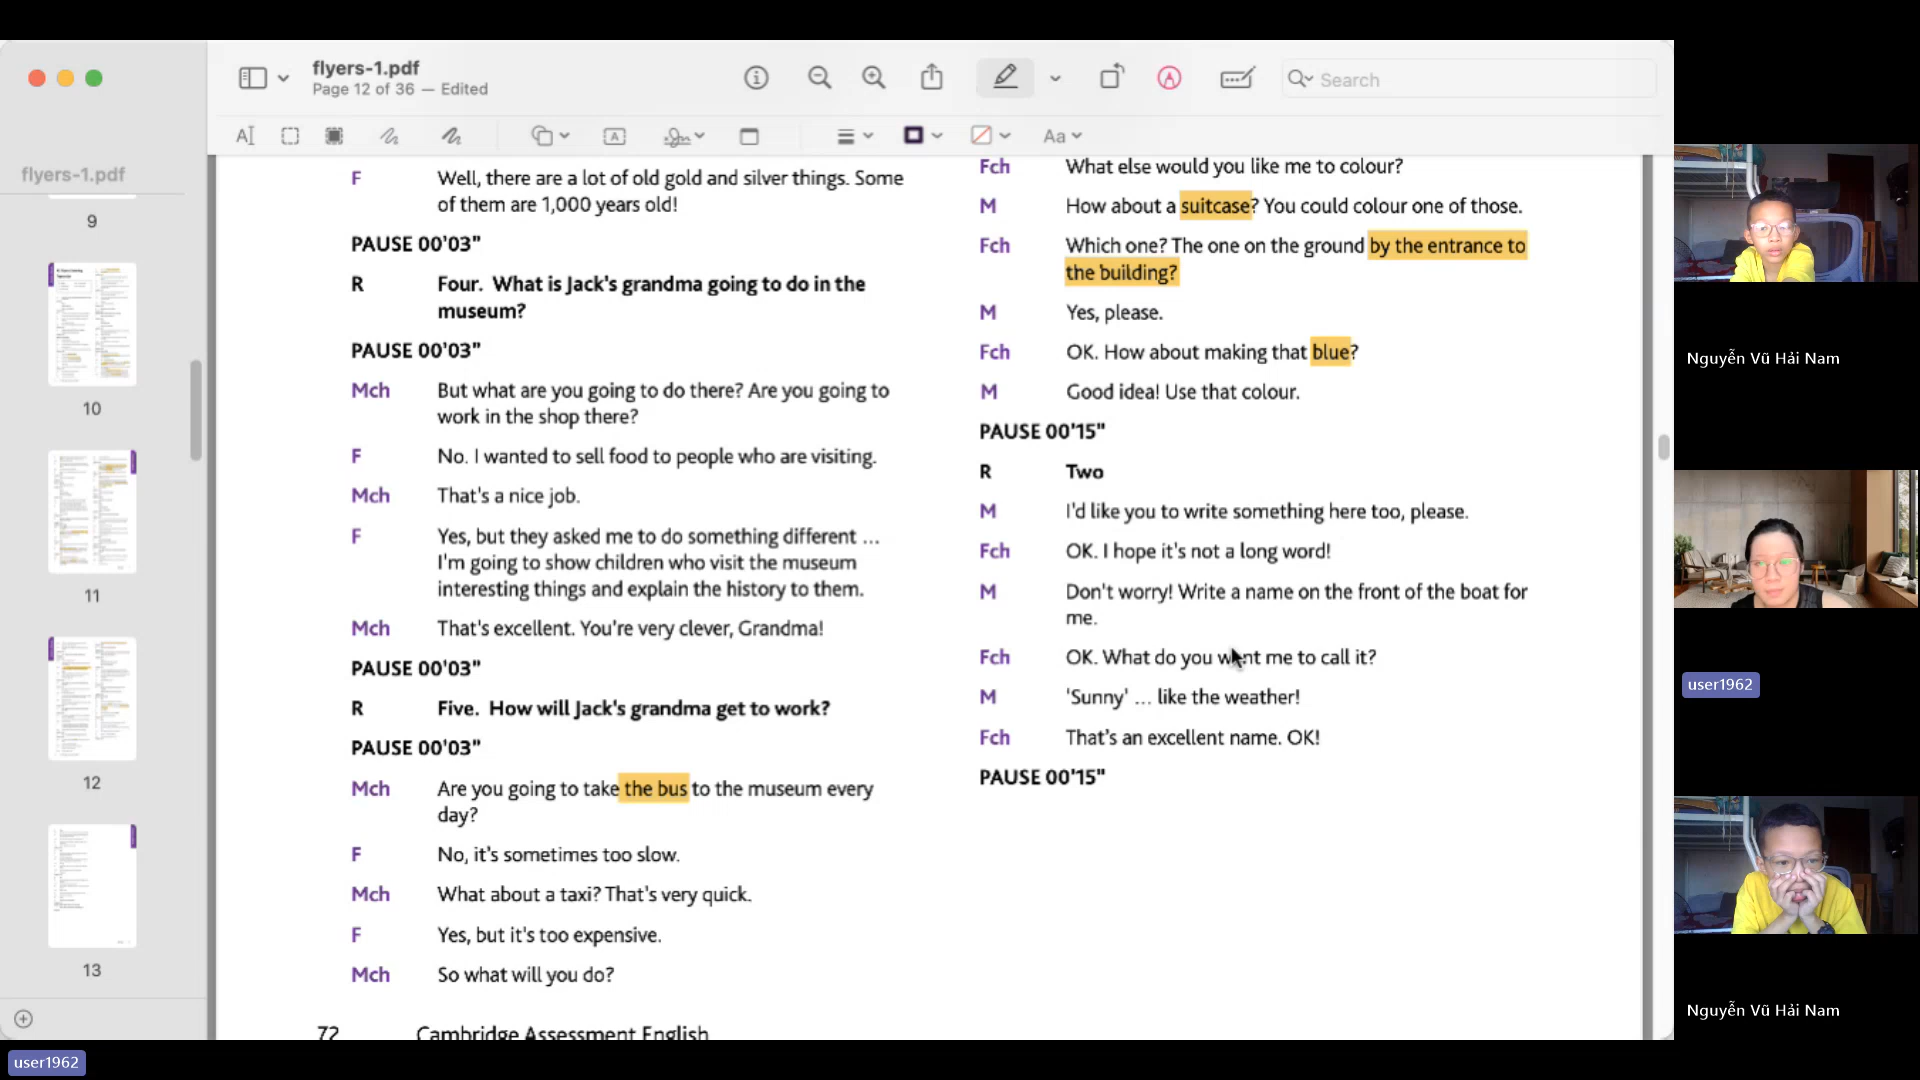 flyers-1.pdf
Page 12 of 36 — Edited
Search
Aa
flyers-1.pdf
9
10
11
12
13
F Well, there are a lot of old gold and silver things. Some
of them are 1,000 years old!
PAUSE 00'03"
R Four. What is Jack's grandma going to do in the
museum?
PAUSE 00'03"
Mch But what are you going to do there? Are you going to
work in the shop there?
F No. I wanted to sell food to people who are visiting.
Mch That's a nice job.
F Yes, but they asked me to do something different …
I'm going to show children who visit the museum
interesting things and explain the history to them.
Mch That's excellent. You're very clever, Grandma!
PAUSE 00'03"
R Five. How will Jack's grandma get to work?
PAUSE 00'03"
Mch Are you going to take the bus to the museum every
day?
F No, it's sometimes too slow.
Mch What about a taxi? That's very quick.
F Yes, but it's too expensive.
Mch So what will you do?
72 Cambridge Assessment English
Fch What else would you like me to colour?
M How about a suitcase? You could colour one of those.
Fch Which one? The one on the ground by the entrance to
the building?
M Yes, please.
Fch OK. How about making that blue?
M Good idea! Use that colour.
PAUSE 00'15"
R Two
M I'd like you to write something here too, please.
Fch OK. I hope it's not a long word!
M Don't worry! Write a name on the front of the boat for
me.
Fch OK. What do you want me to call it?
M 'Sunny' … like the weather!
Fch That's an excellent name. OK!
PAUSE 00'15"
Nguyễn Vũ Hải Nam
user1962
Nguyễn Vũ Hải Nam
user1962